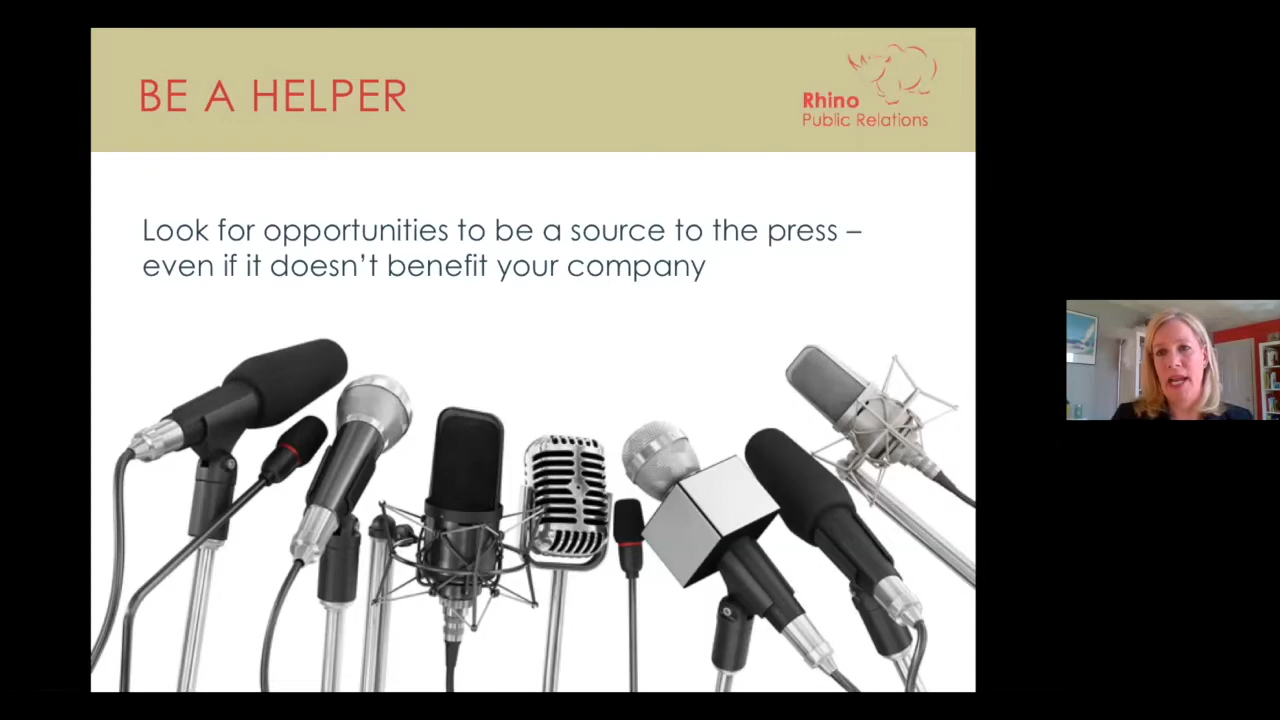 BE A HELPER
Rhino
Public Relations
Look for opportunities to be a source to the press –
even if it doesn’t benefit your company